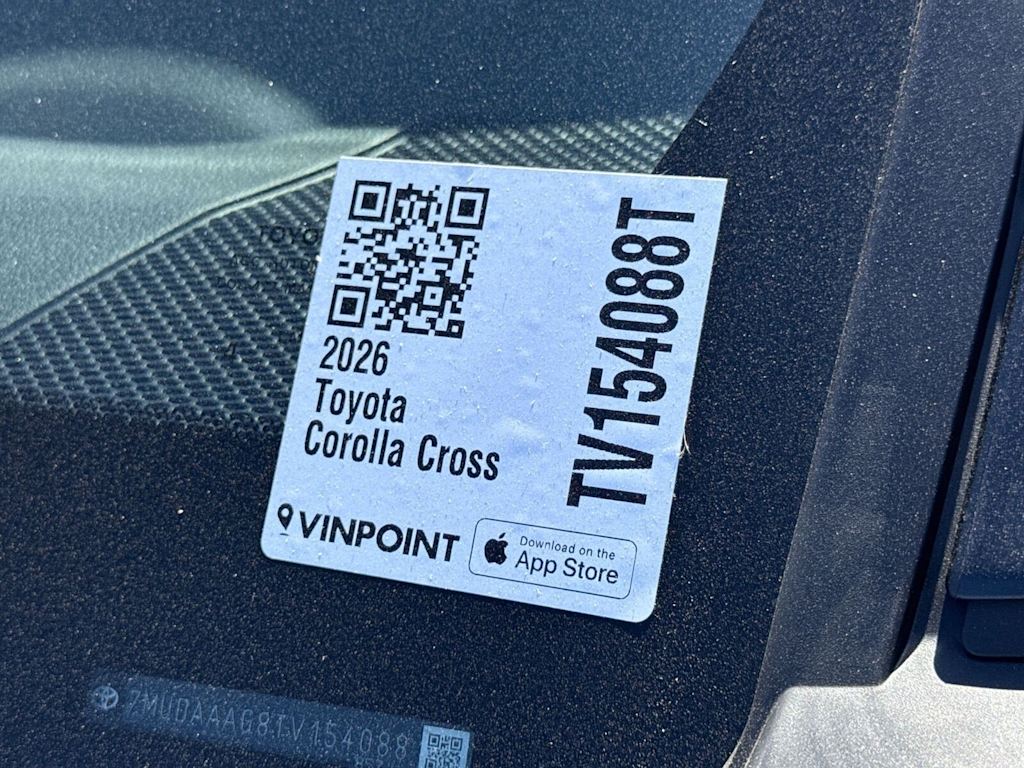 2026
Toyota
Corolla Cross
TV154088T
VINPOINT
Download on the
App Store
7MUDAAAG8TV154088